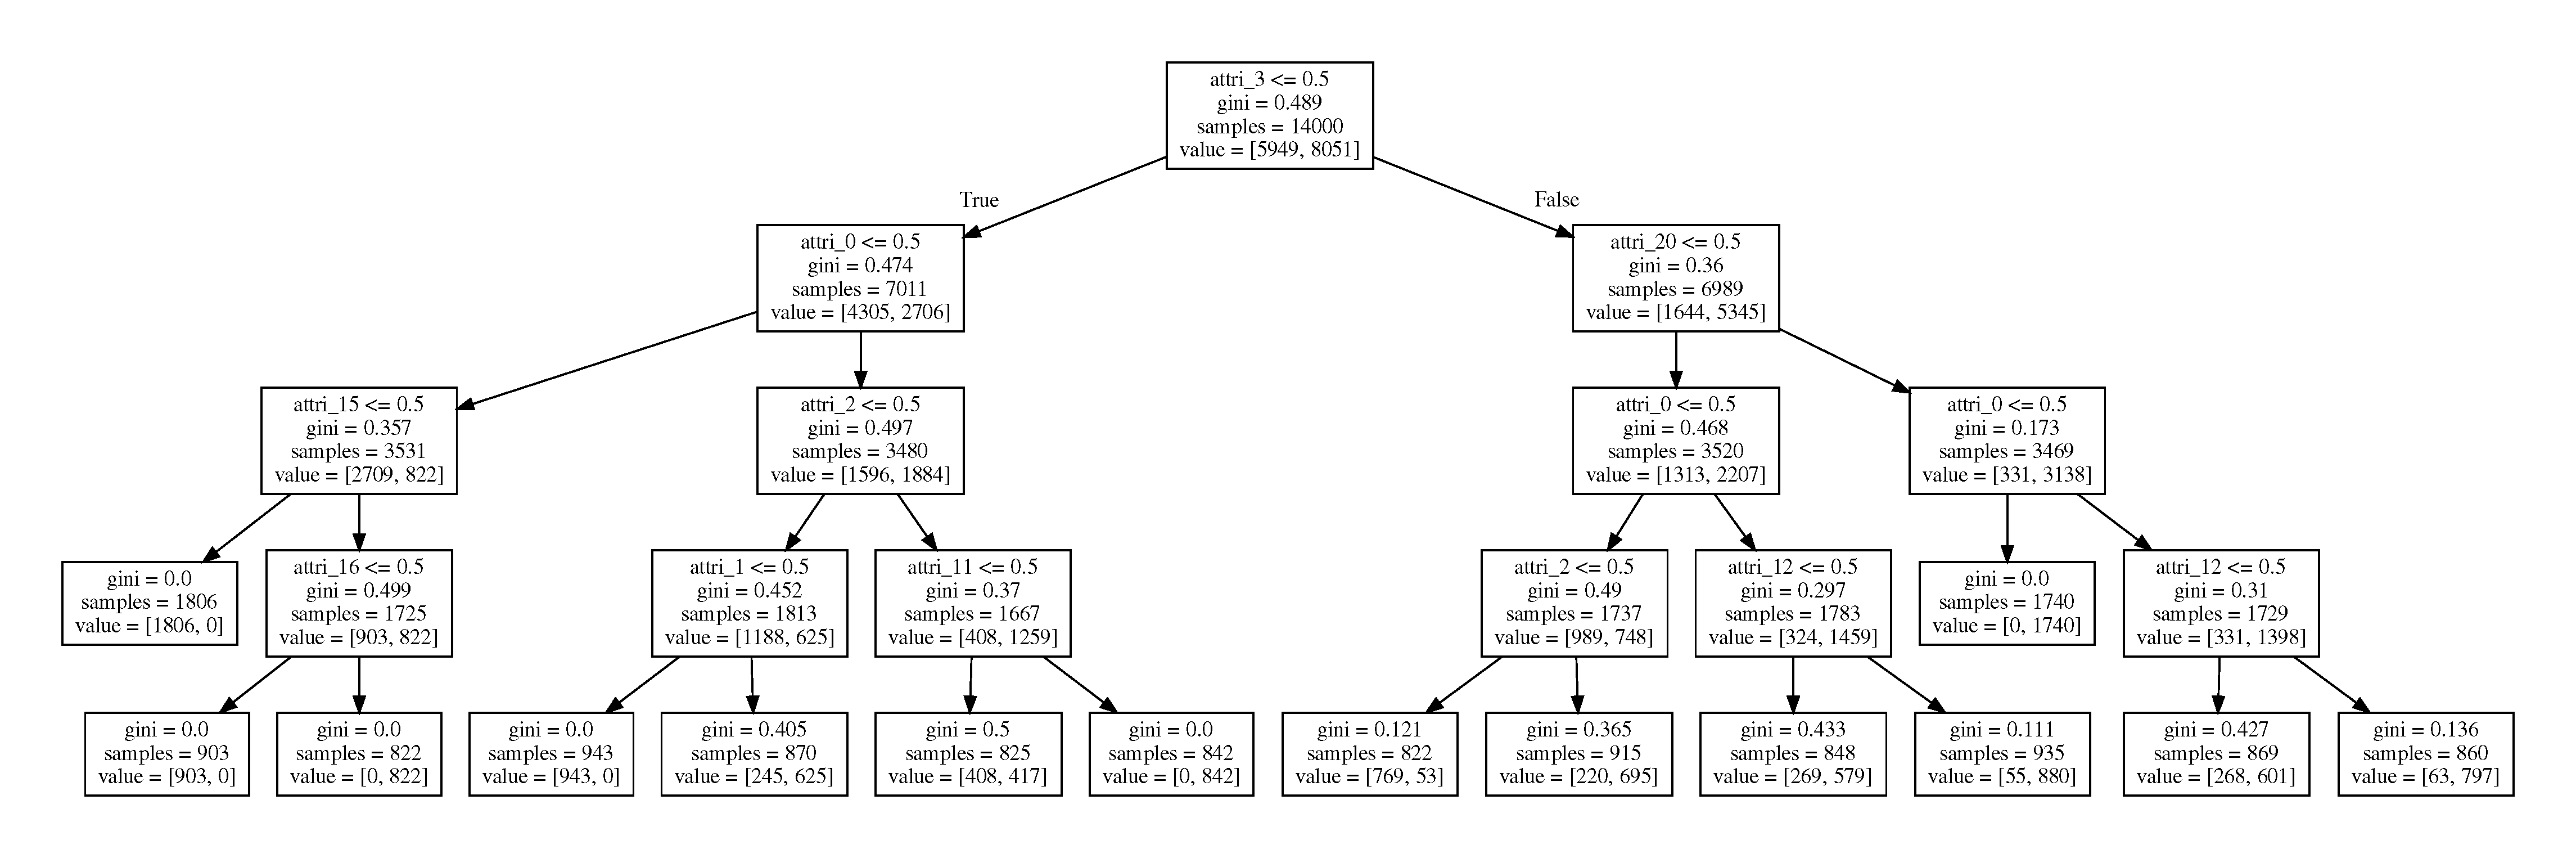 attri_3 <= 0.5
gini = 0.489
samples = 14000
value = [5949, 8051]
True
False
attri_0 <= 0.5
gini = 0.474
samples = 7011
value = [4305, 2706]
attri_20 <= 0.5
gini = 0.36
samples = 6989
value = [1644, 5345]
attri_15 <= 0.5
gini = 0.357
samples = 3531
value = [2709, 822]
attri_2 <= 0.5
gini = 0.497
samples = 3480
value = [1596, 1884]
attri_0 <= 0.5
gini = 0.468
samples = 3520
value = [1313, 2207]
attri_0 <= 0.5
gini = 0.173
samples = 3469
value = [331, 3138]
gini = 0.0
samples = 1806
value = [1806, 0]
attri_16 <= 0.5
gini = 0.499
samples = 1725
value = [903, 822]
attri_1 <= 0.5
gini = 0.452
samples = 1813
value = [1188, 625]
attri_11 <= 0.5
gini = 0.37
samples = 1667
value = [408, 1259]
attri_2 <= 0.5
gini = 0.49
samples = 1737
value = [989, 748]
attri_12 <= 0.5
gini = 0.297
samples = 1783
value = [324, 1459]
gini = 0.0
samples = 1740
value = [0, 1740]
attri_12 <= 0.5
gini = 0.31
samples = 1729
value = [331, 1398]
gini = 0.0
samples = 903
value = [903, 0]
gini = 0.0
samples = 822
value = [0, 822]
gini = 0.0
samples = 943
value = [943, 0]
gini = 0.405
samples = 870
value = [245, 625]
gini = 0.5
samples = 825
value = [408, 417]
gini = 0.0
samples = 842
value = [0, 842]
gini = 0.121
samples = 822
value = [769, 53]
gini = 0.365
samples = 915
value = [220, 695]
gini = 0.433
samples = 848
value = [269, 579]
gini = 0.111
samples = 935
value = [55, 880]
gini = 0.427
samples = 869
value = [268, 601]
gini = 0.136
samples = 860
value = [63, 797]